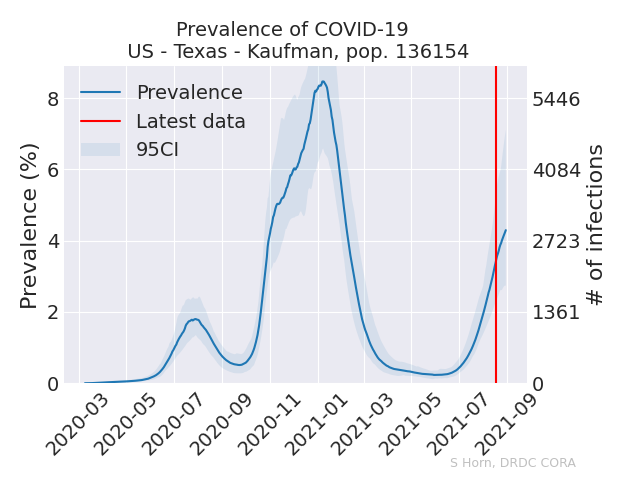 Prevalence of COVID-19
US - Texas - Kaufman, pop. 136154
Prevalence
Latest data
95CI
Prevalence (%)
8
6
4
2
0
5446
4084
2723
1361
0
# of infections
2020-03
2020-05
2020-07
2020-09
2020-11
2021-01
2021-03
2021-05
2021-07
2021-09
S Horn, DRDC CORA